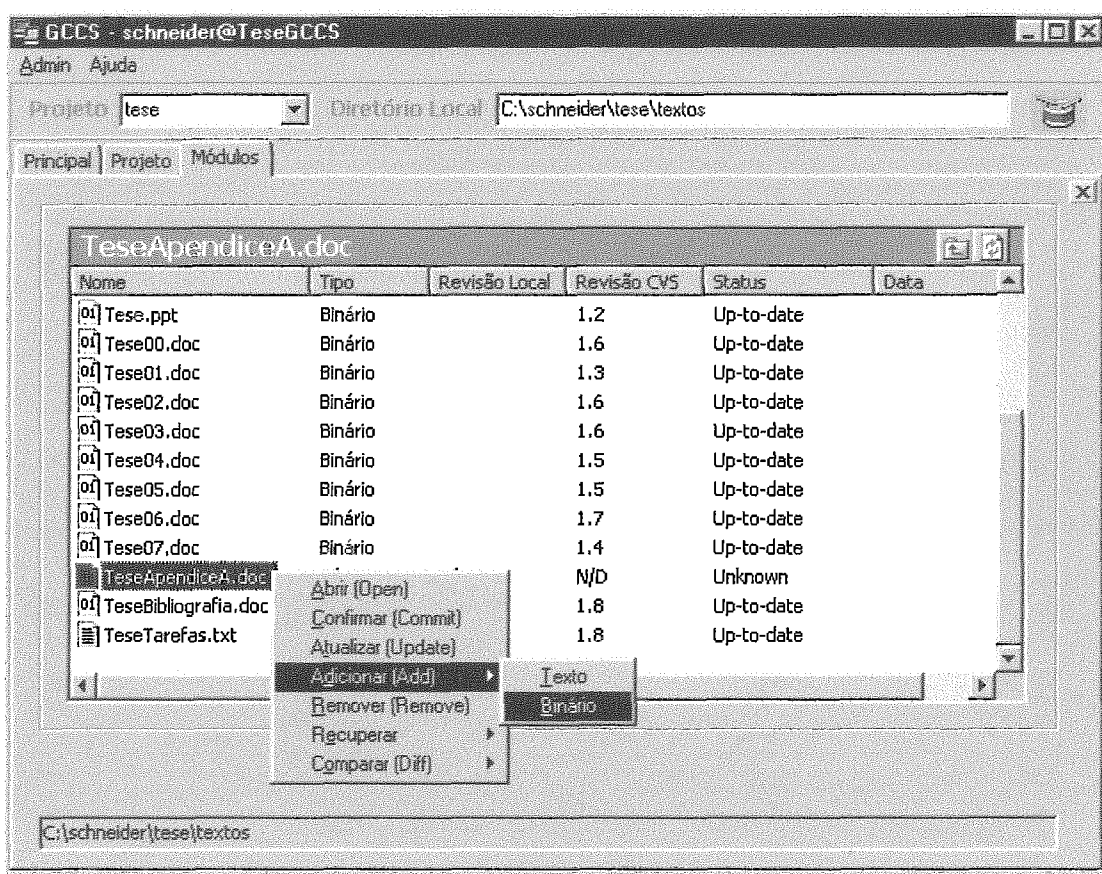 GCCS - schneider@TeseGCCS
Admin Ajuda
Projeto tese Diretório Local C:\schneider\tese\textos
Principal Projeto Módulos
TeseApendiceA.doc
Nome Tipo Revisão Local Revisão CVS Status Data
Tese.ppt Binário 1.2 Up-to-date
Tese00.doc Binário 1.6 Up-to-date
Tese01.doc Binário 1.3 Up-to-date
Tese02.doc Binário 1.6 Up-to-date
Tese03.doc Binário 1.6 Up-to-date
Tese04.doc Binário 1.5 Up-to-date
Tese05.doc Binário 1.5 Up-to-date
Tese06.doc Binário 1.7 Up-to-date
Tese07.doc Binário 1.4 Up-to-date
TeseApendiceA.doc N/D Unknown
TeseBibliografia.doc 1.8 Up-to-date
TeseTarefas.txt 1.8 Up-to-date
Abrir (Open)
Confirmar (Commit)
Atualizar (Update)
Adicionar (Add) Texto
Remover (Remove) Binário
Recuperar
Comparar (Diff)
C:\schneider\tese\textos